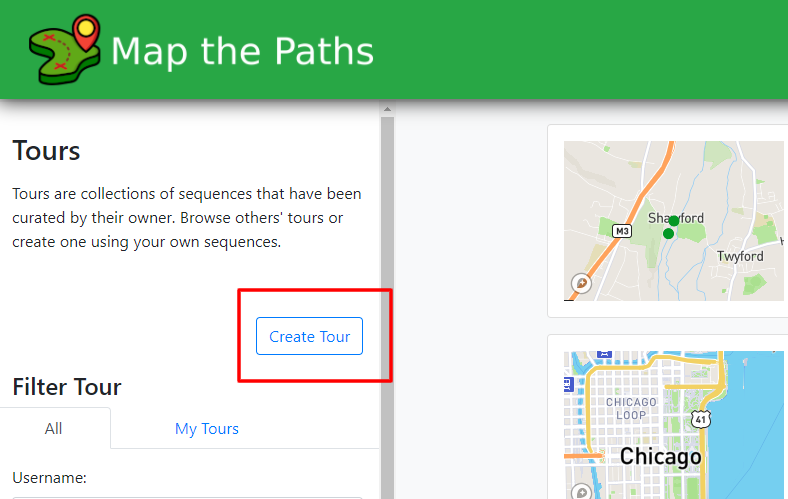 Map the Paths
Tours
Tours are collections of sequences that have been
curated by their owner. Browse others' tours or
create one using your own sequences.
Create Tour
Filter Tour
All
My Tours
Username:
M3
Twyford
CHICAGO
LOOP
41
Chicago